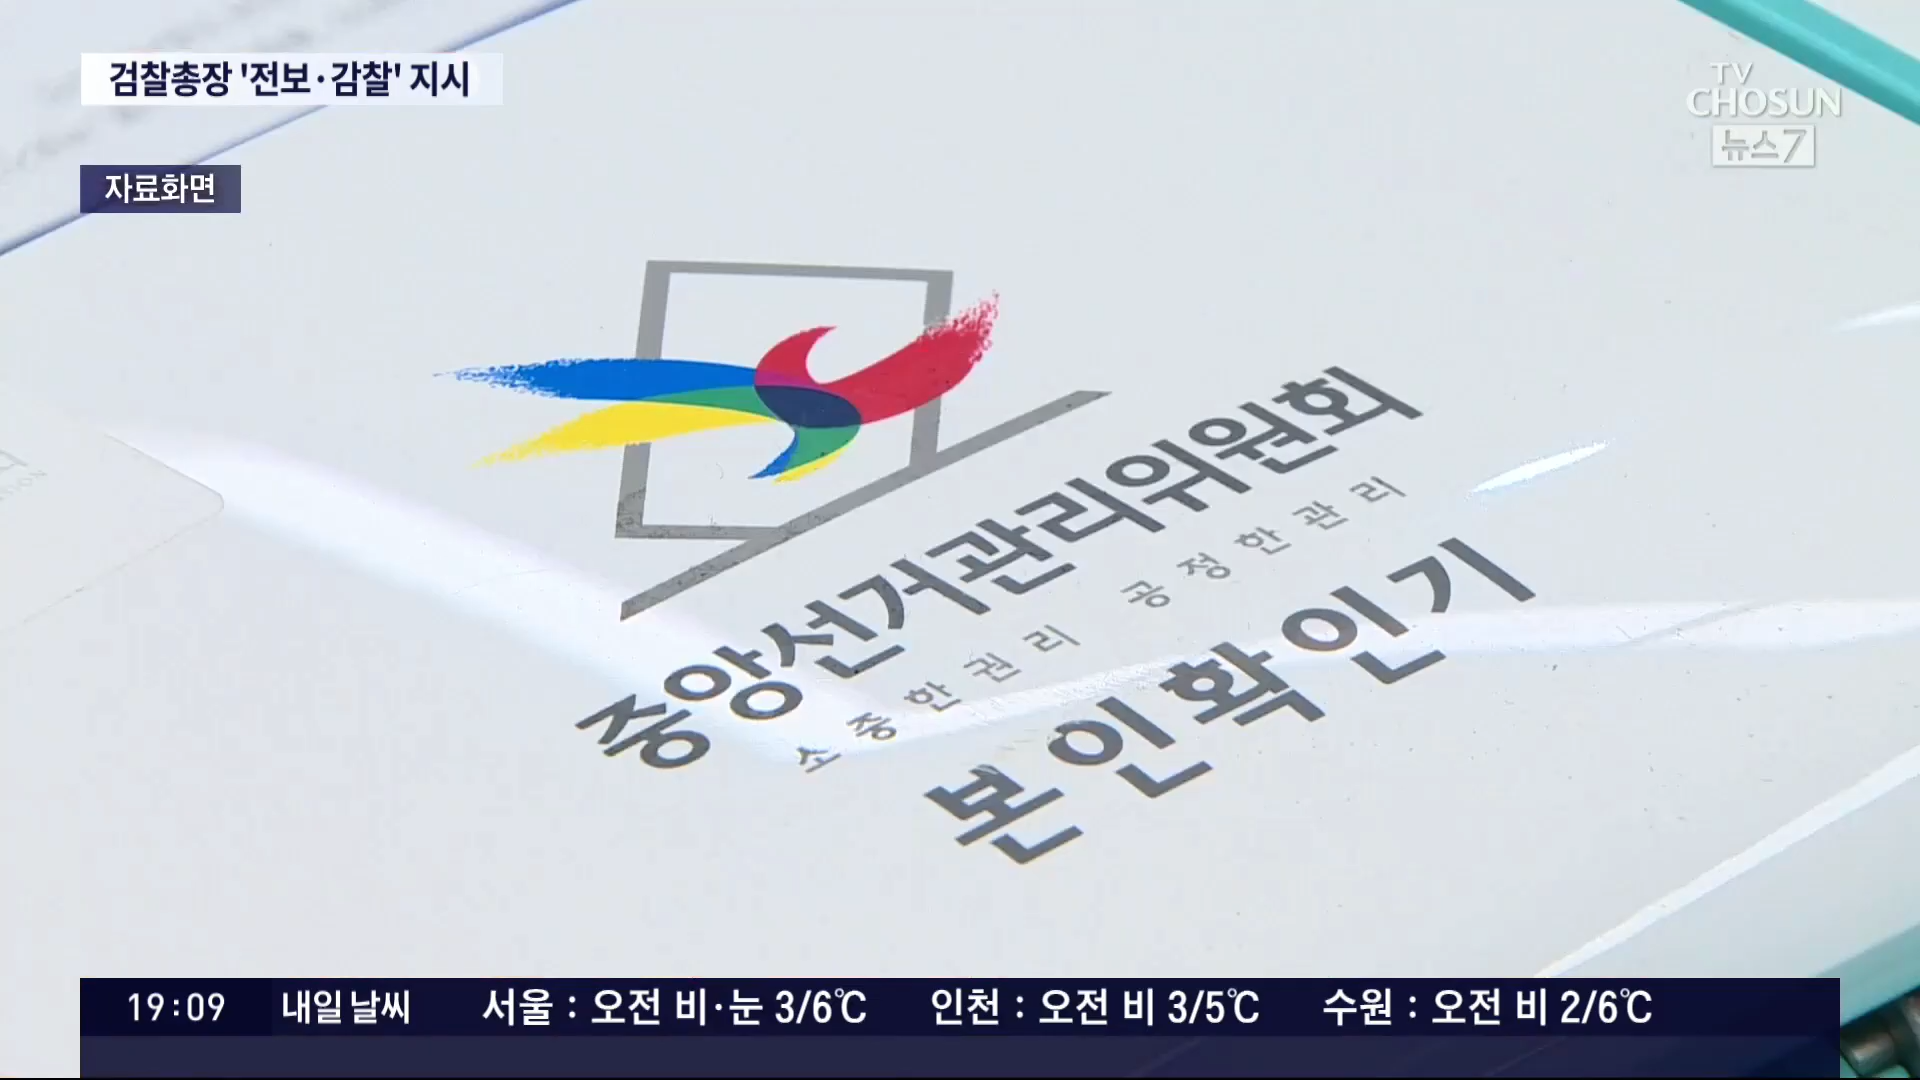 검찰총장 '전보·감찰' 지시
TV
CHOSUN
뉴스7
자료화면
중앙선거관리위원회
소중한권리 공정한관리
본인확인기
19:09 내일 날씨 서울 : 오전 비·눈 3/6℃ 인천 : 오전 비 3/5℃ 수원 : 오전 비 2/6℃